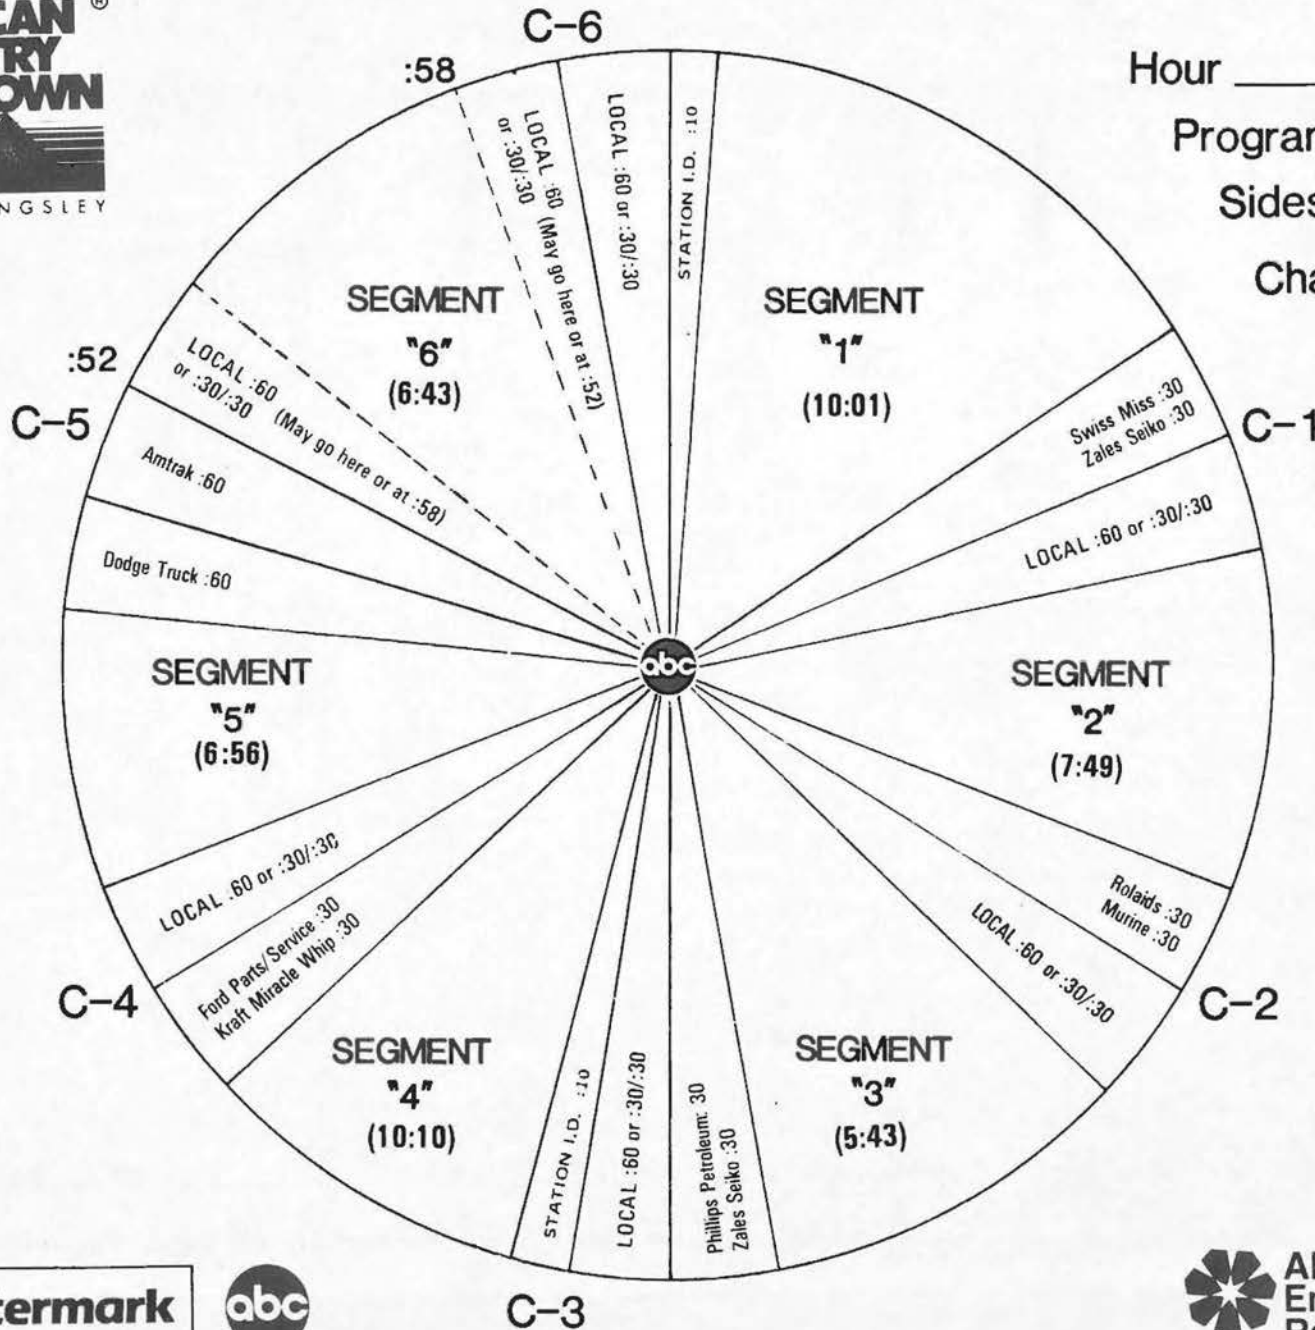 CAN ®
TRY
OWN
NGSLEY
Hour
Program
Sides
Cha
C-6
:58
STATION I.D. :10
SEGMENT
"1"
(10:01)
Swiss Miss :30
Zales Seiko :30
C-1
LOCAL :60 or :30/:30
SEGMENT
"2"
(7:49)
Rolaids :30
Murine :30
C-2
LOCAL :60 or :30/:30
SEGMENT
"3"
(5:43)
Phillips Petroleum: 30
Zales Seiko :30
C-3
LOCAL :60 or :30/:30
STATION I.D. :10
SEGMENT
"4"
(10:10)
Ford Parts/Service :30
Kraft Miracle Whip :30
C-4
LOCAL :60 or :30/:30
SEGMENT
"5"
(6:56)
Dodge Truck :60
Amtrak :60
C-5
:52
LOCAL :60 (May go here or at :58)
or :30/:30
SEGMENT
"6"
(6:43)
LOCAL :60 (May go here or at :52)
or :30/:30
LOCAL :60 or :30/:30
abc
termark
abc